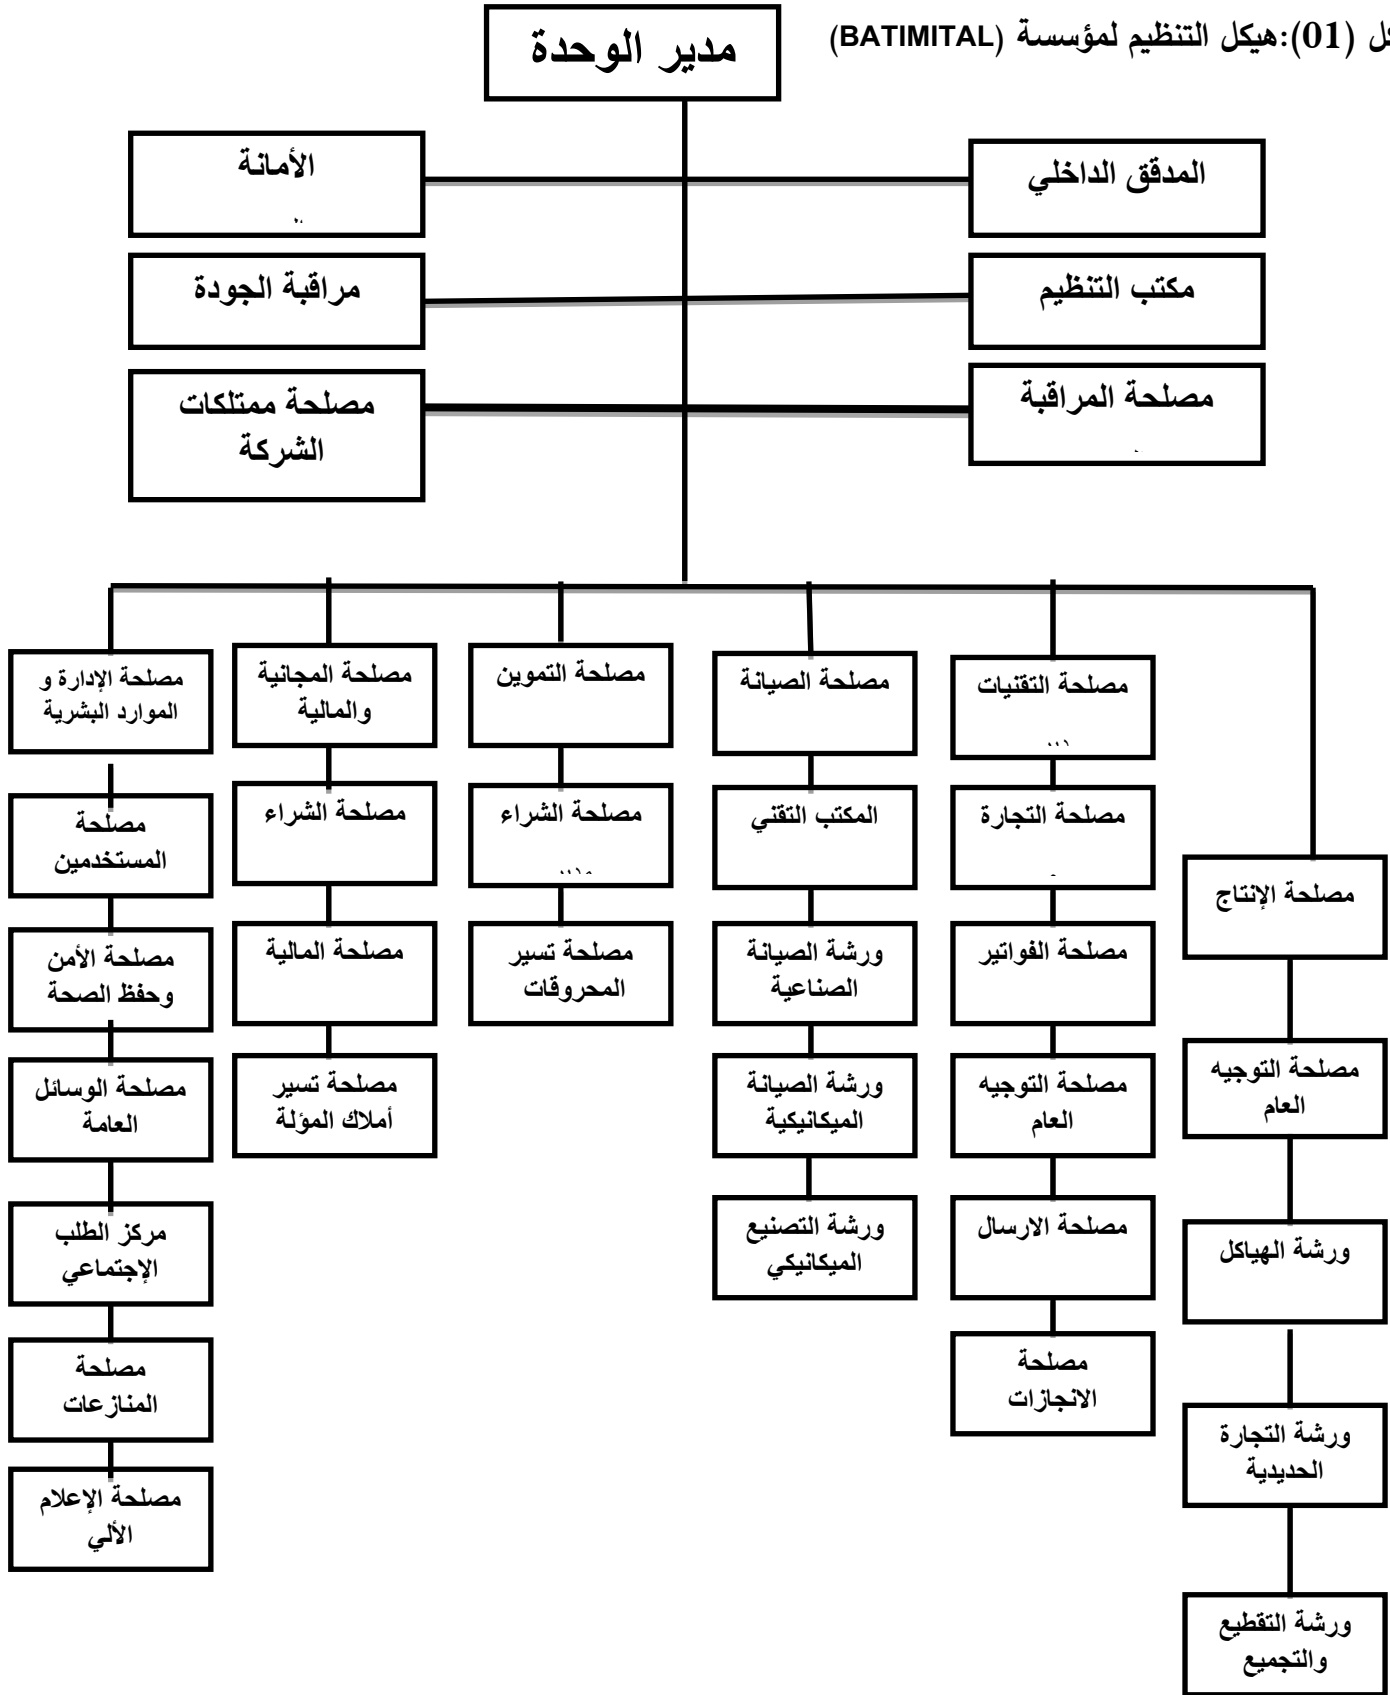 كل (01):هيكل التنظيم لمؤسسة (BATIMITAL)
مدير الوحدة
المدقق الداخلي
الأمانة
مكتب التنظيم
مراقبة الجودة
مصلحة المراقبة
مصلحة ممتلكات
الشركة
مصلحة الإنتاج
مصلحة التوجيه
العام
ورشة الهياكل
ورشة التجارة
الحديدية
ورشة التقطيع
والتجميع
مصلحة التقنيات
مصلحة التجارة
مصلحة الفواتير
مصلحة التوجيه
العام
مصلحة الارسال
مصلحة
الانجازات
مصلحة الصيانة
المكتب التقني
ورشة الصيانة
الصناعية
ورشة الصيانة
الميكانيكية
ورشة التصنيع
الميكانيكي
مصلحة التموين
مصلحة الشراء
مصلحة تسير
المحروقات
مصلحة المجانية
والمالية
مصلحة الشراء
مصلحة المالية
مصلحة تسير
أملاك المؤلة
مصلحة الإدارة و
الموارد البشرية
مصلحة
المستخدمين
مصلحة الأمن
وحفظ الصحة
مصلحة الوسائل
العامة
مركز الطلب
الإجتماعي
مصلحة
المنازعات
مصلحة الإعلام
الألي